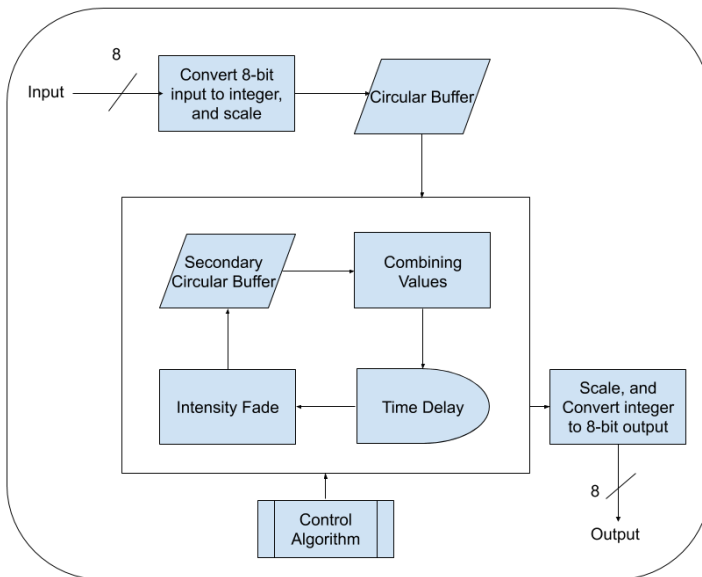 8
Input
Convert 8-bit
input to integer,
and scale
Circular Buffer
Secondary
Circular Buffer
Combining
Values
Intensity Fade
Time Delay
Scale, and
Convert integer
to 8-bit output
8
Output
Control
Algorithm